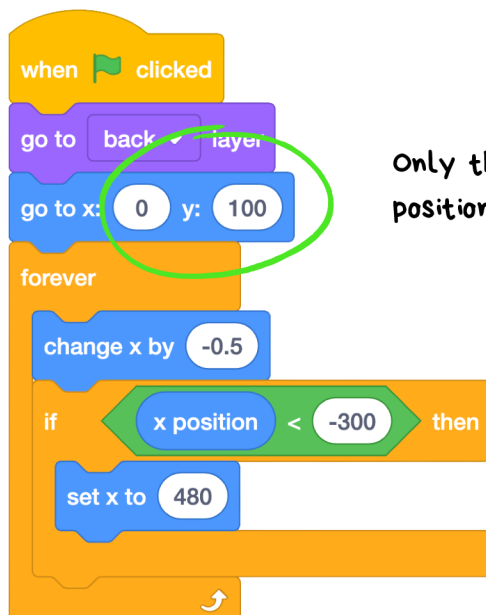 when clicked
go to back layer
go to x: 0 y: 100
Only
position
forever
change x by -0.5
if x position < -300 then
set x to 480